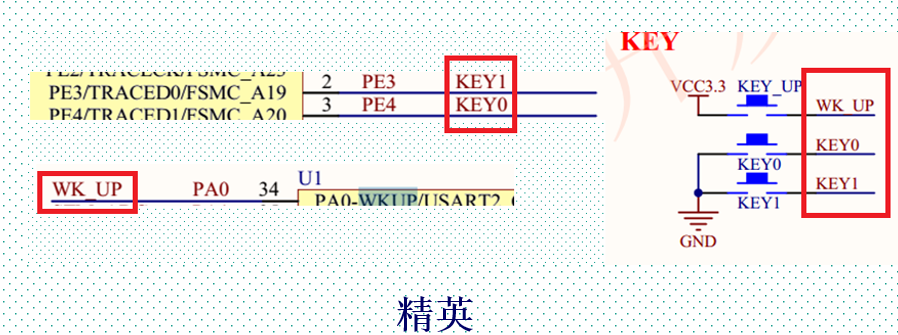 KEY
PE2/TRACECK/FSMC_A23
2 PE3 KEY1
PE3/TRACED0/FSMC_A19
3 PE4 KEY0
PE4/TRACED1/FSMC_A20
WK_UP PA0 34 U1
PA0-WKUP/USART2_
VCC3.3 KEY_UP
WK_UP
KEY0
KEY0
KEY1
KEY1
GND
精英